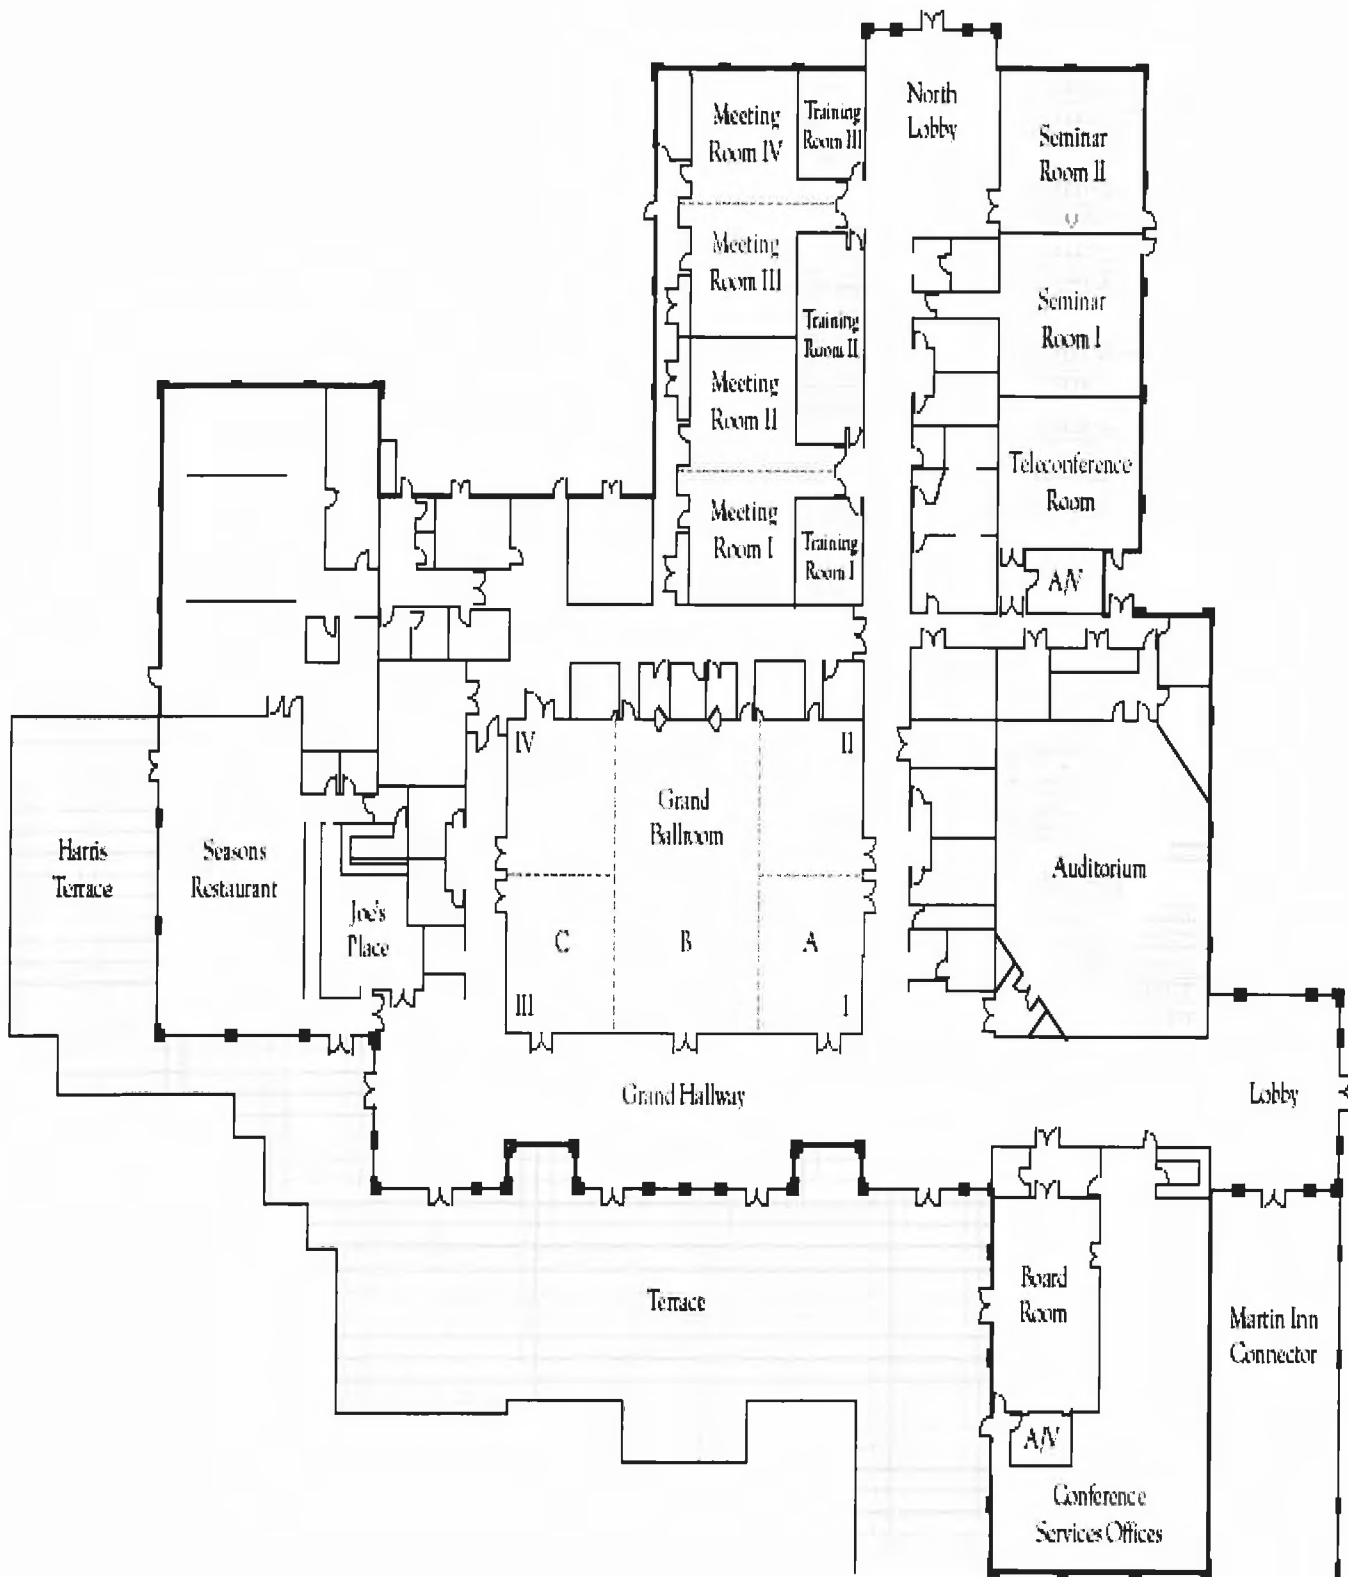 North
Lobby
Meeting
Room IV
Training
Room III
Seminar
Room II
Meeting
Room III
Training
Room II
Seminar
Room I
Meeting
Room II
Teleconference
Room
Meeting
Room I
Training
Room I
A/V
IV
II
Grand
Ballroom
Harris
Terrace
Seasons
Restaurant
Auditorium
Joe's
Place
C
B
A
III
I
Grand Hallway
Lobby
Terrace
Board
Room
Martin Inn
Connector
A/V
Conference
Services Offices